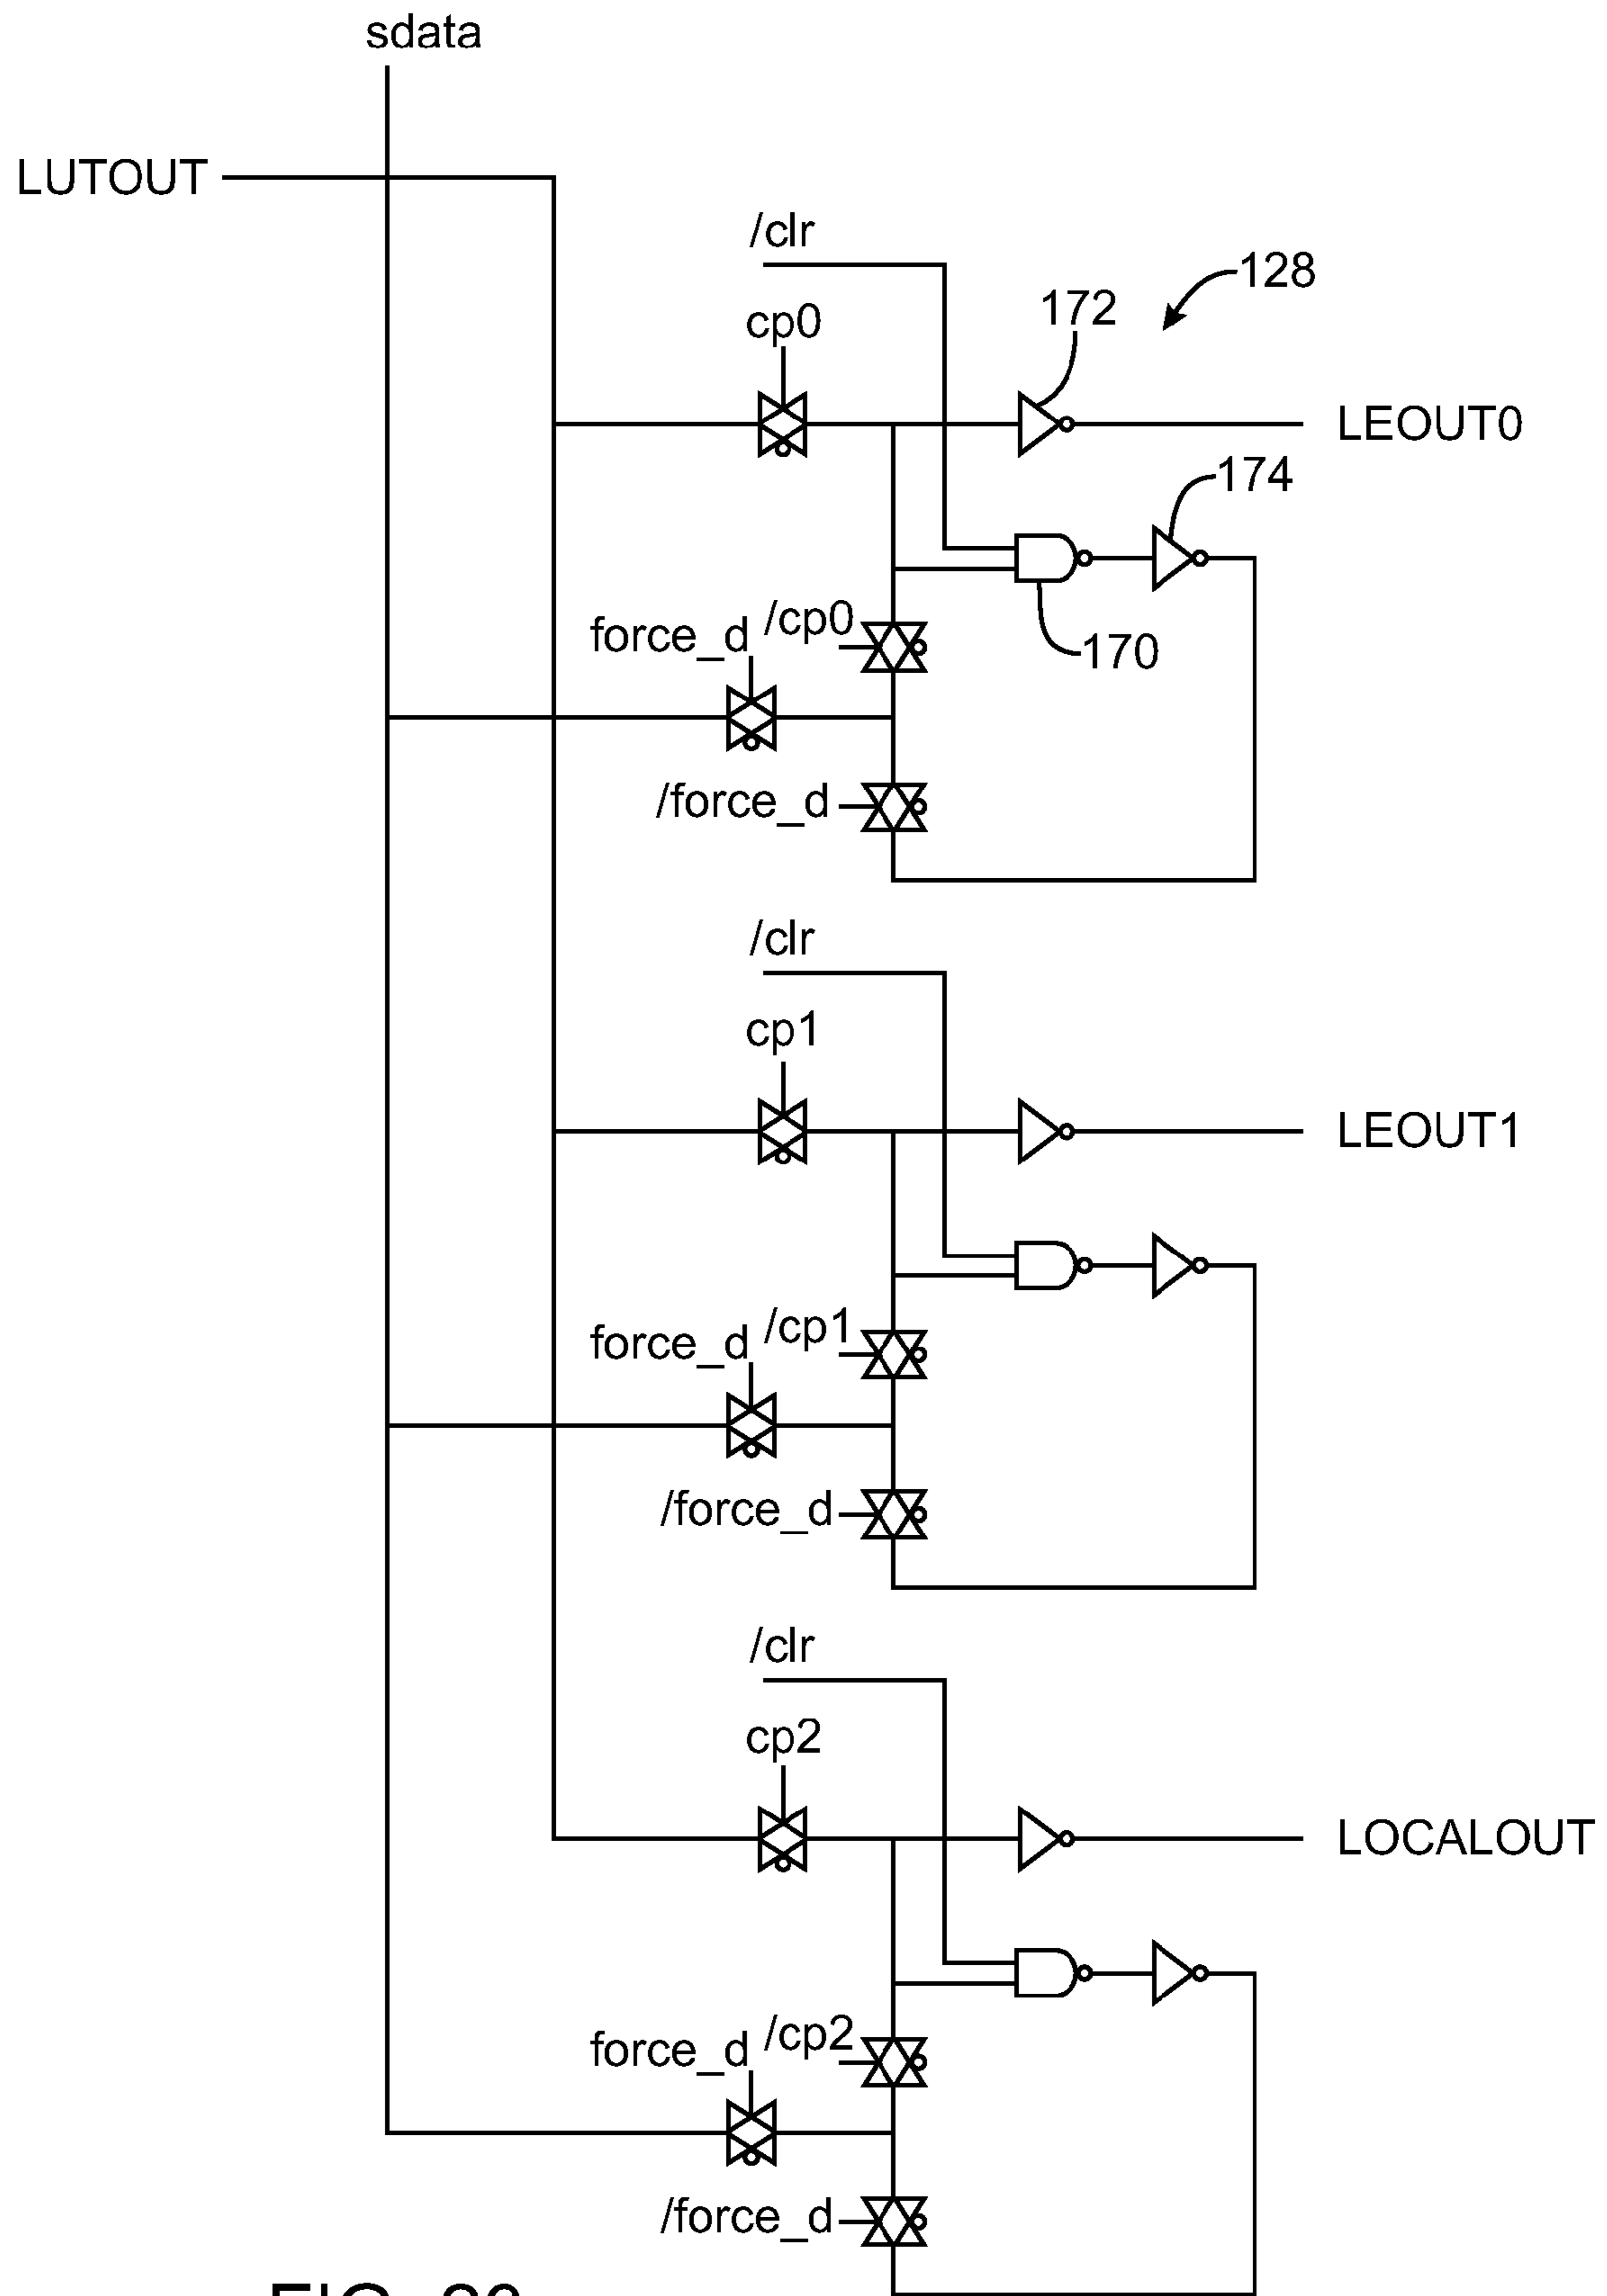 sdata
LUTOUT
/clr
128
172
cp0
LEOUT0
174
force_d
/cp0
170
/force_d
/clr
cp1
LEOUT1
force_d
/cp1
/force_d
/clr
cp2
LOCALOUT
force_d
/cp2
/force_d